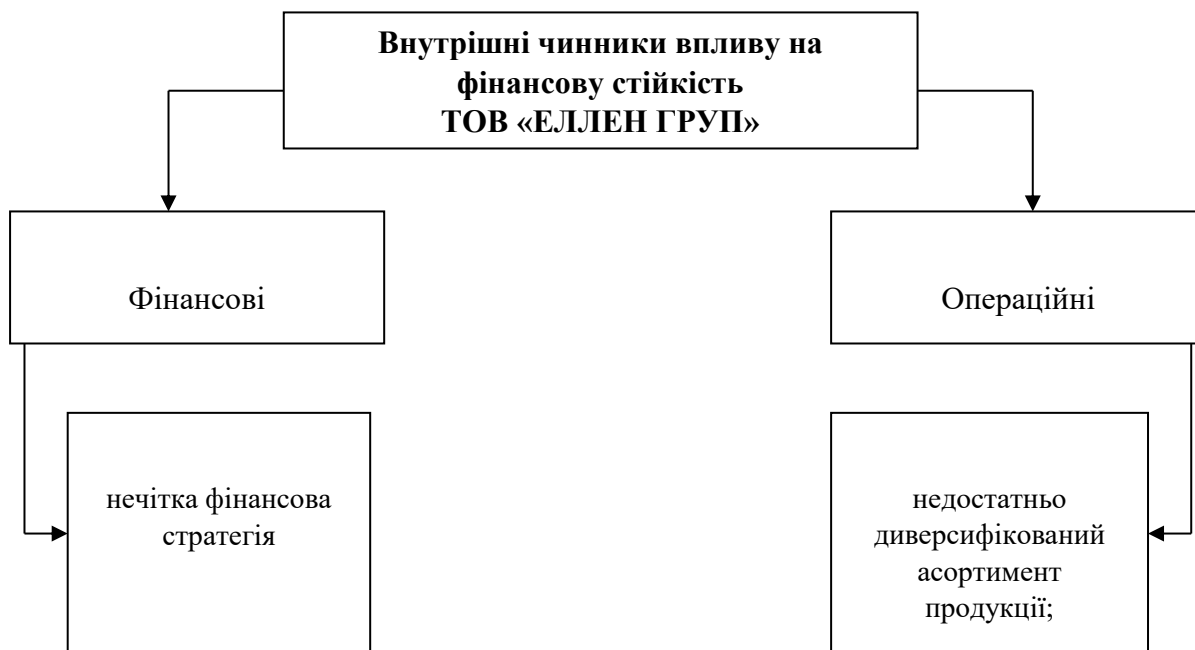 Внутрішні чинники впливу на
фінансову стійкість
ТОВ «ЕЛЛЕН ГРУП»
Фінансові
Операційні
нечітка фінансова
стратегія
недостатньо
диверсифікований
асортимент
продукції;